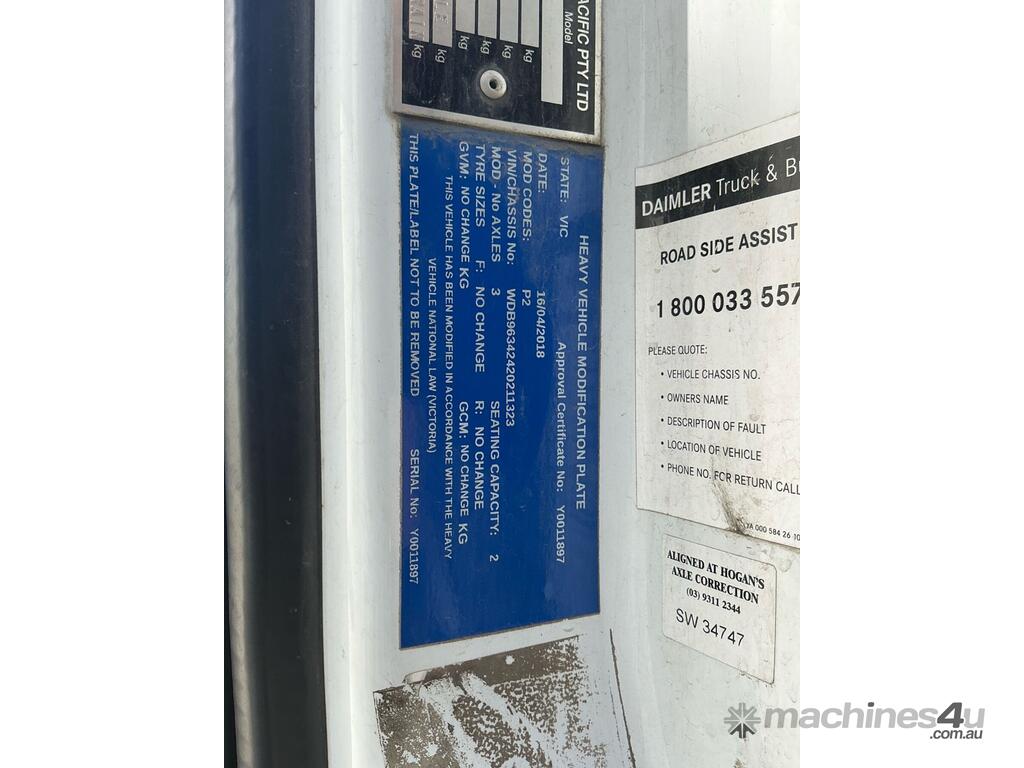 ACIFIC PTY LTD
Model
kg
kg
kg
kg
kg
kg
HEAVY VEHICLE MODIFICATION PLATE
STATE: VIC Approval Certificate No: Y0011897
DATE: 16/04/2018
MOD CODES: P2
VIN/CHASSIS No: WDB96342420211323
MOD - No AXLES 3 SEATING CAPACITY: 2
TYRE SIZES F: NO CHANGE R: NO CHANGE
GVM: NO CHANGE KG GCM: NO CHANGE KG
THIS VEHICLE HAS BEEN MODIFIED IN ACCORDANCE WITH THE HEAVY
VEHICLE NATIONAL LAW (VICTORIA)
THIS PLATE/LABEL NOT TO BE REMOVED SERIAL No: Y0011897
DAIMLER Truck & Bu
ROAD SIDE ASSIST
1 800 033 557
PLEASE QUOTE:
• VEHICLE CHASSIS NO.
• OWNERS NAME
• DESCRIPTION OF FAULT
• LOCATION OF VEHICLE
• PHONE NO. FOR RETURN CALL
YA 000 584 26 10
ALIGNED AT HOGAN'S
AXLE CORRECTION
(03) 9311 2344
SW 34747
machines4u
.com.au